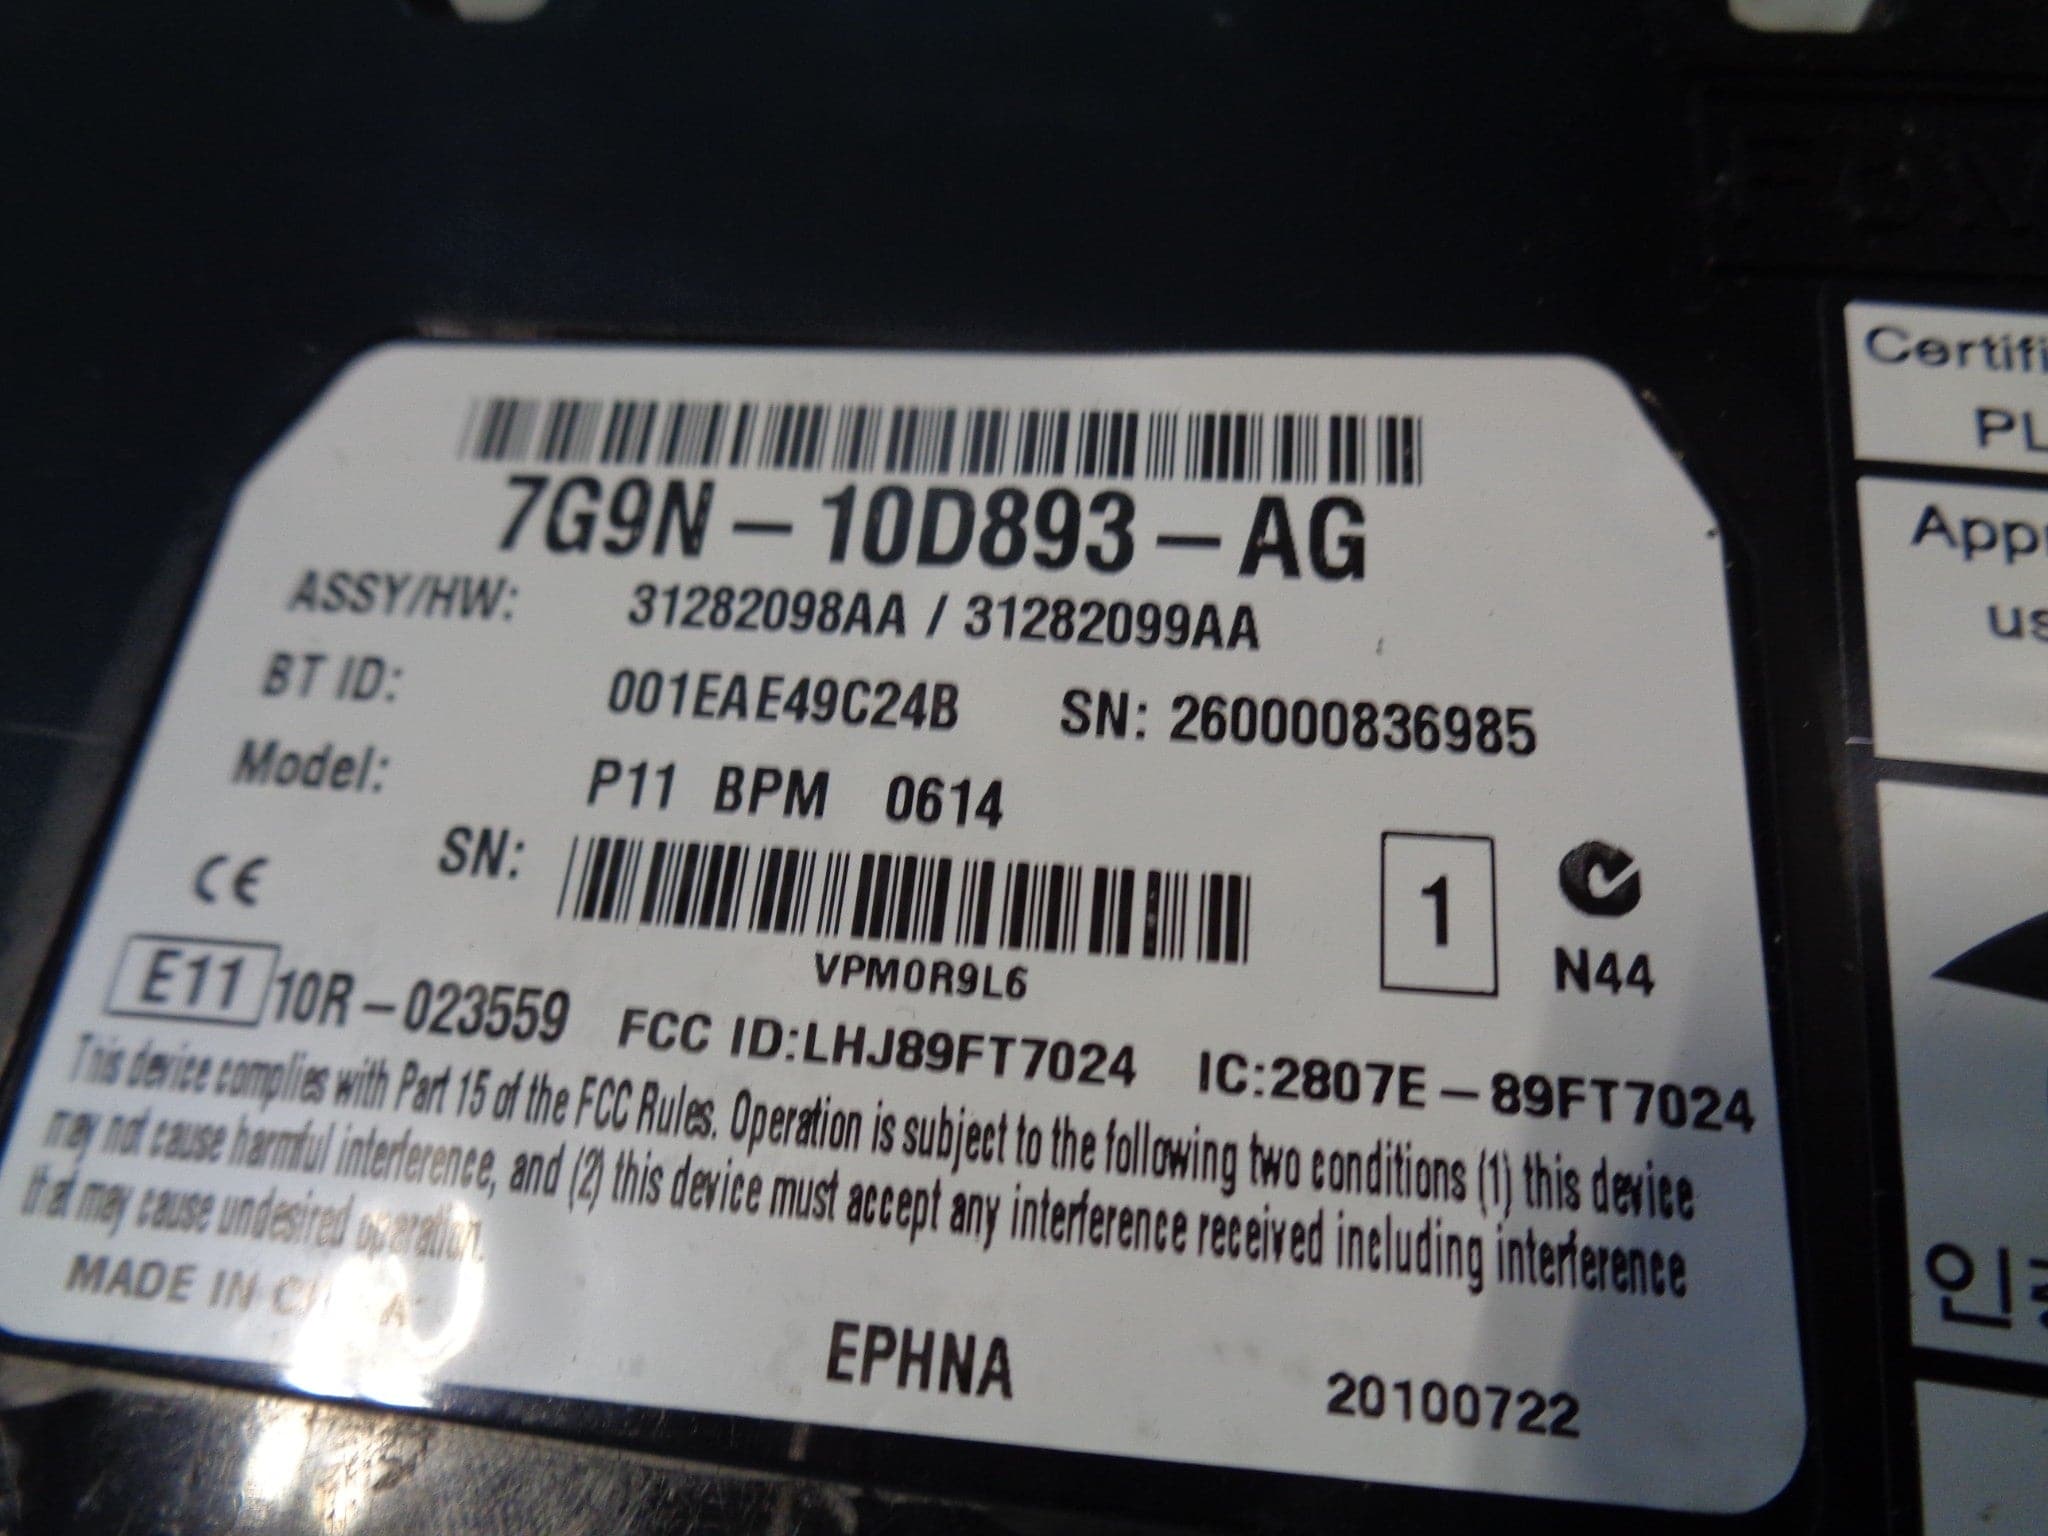 7G9N-10D893-AG
ASSY/HW: 31282098AA / 31282099AA
BT ID: 001EAE49C24B SN: 260000836985
Model: P11 BPM 0614
SN:
CE
1
VPM0R9L6
N44
E11 10R-023559 FCC ID:LHJ89FT7024 IC:2807E-89FT7024
This device complies with Part 15 of the FCC Rules. Operation is subject to the following two conditions (1) this device
may not cause harmful interference, and (2) this device must accept any interference received including interference
that may cause undesired operation.
MADE IN CHINA
EPHNA
20100722
Certifi
PL
App
us
인